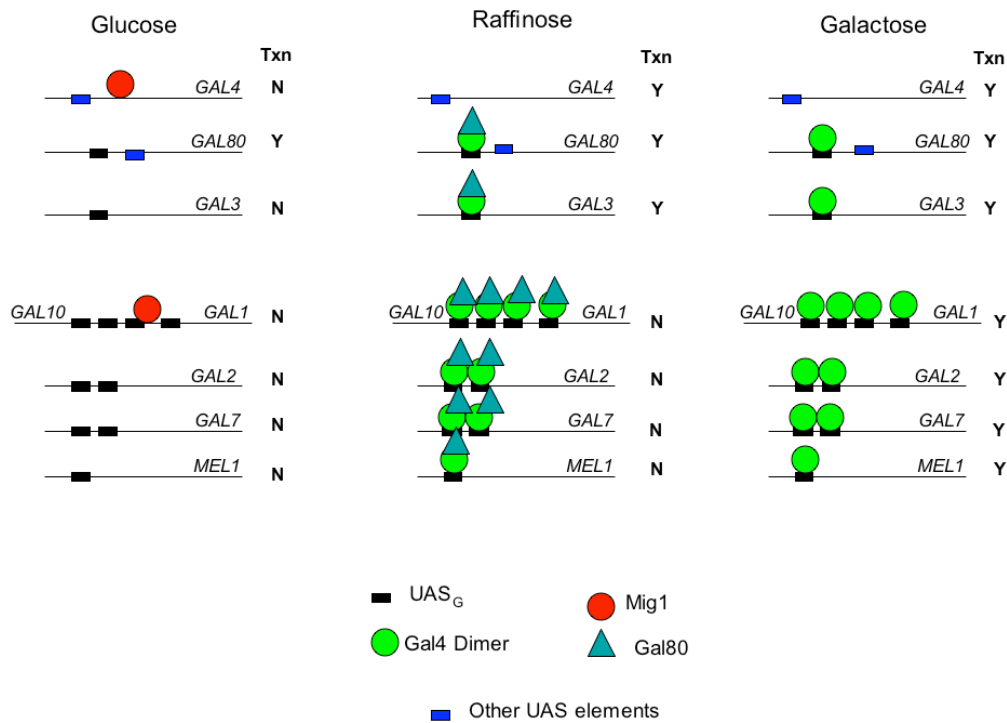 Glucose Raffinose Galactose
Txn Txn Txn
GAL4 N GAL4 Y GAL4 Y
GAL80 Y GAL80 Y GAL80 Y
GAL3 N GAL3 Y GAL3 Y
GAL10 GAL1 N GAL10 GAL1 N GAL10 GAL1 Y
GAL2 N GAL2 N GAL2 Y
GAL7 N GAL7 N GAL7 Y
MEL1 N MEL1 N MEL1 Y
UASG Mig1
Gal4 Dimer Gal80
Other UAS elements